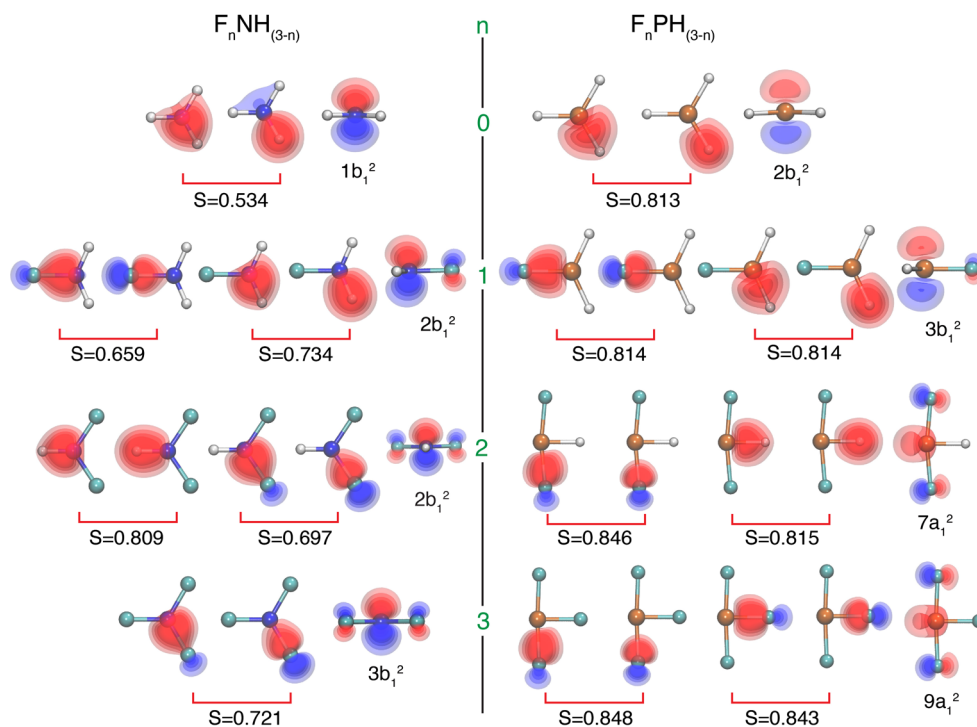 FₙNH₍₃₋ₙ₎ n FₙPH₍₃₋ₙ₎
0
1b₁² 2b₁²
S=0.534 S=0.813
1
2b₁² 3b₁²
S=0.659 S=0.734 S=0.814 S=0.814
2
2b₁² 7a₁²
S=0.809 S=0.697 S=0.846 S=0.815
3
3b₁² 9a₁²
S=0.721 S=0.848 S=0.843